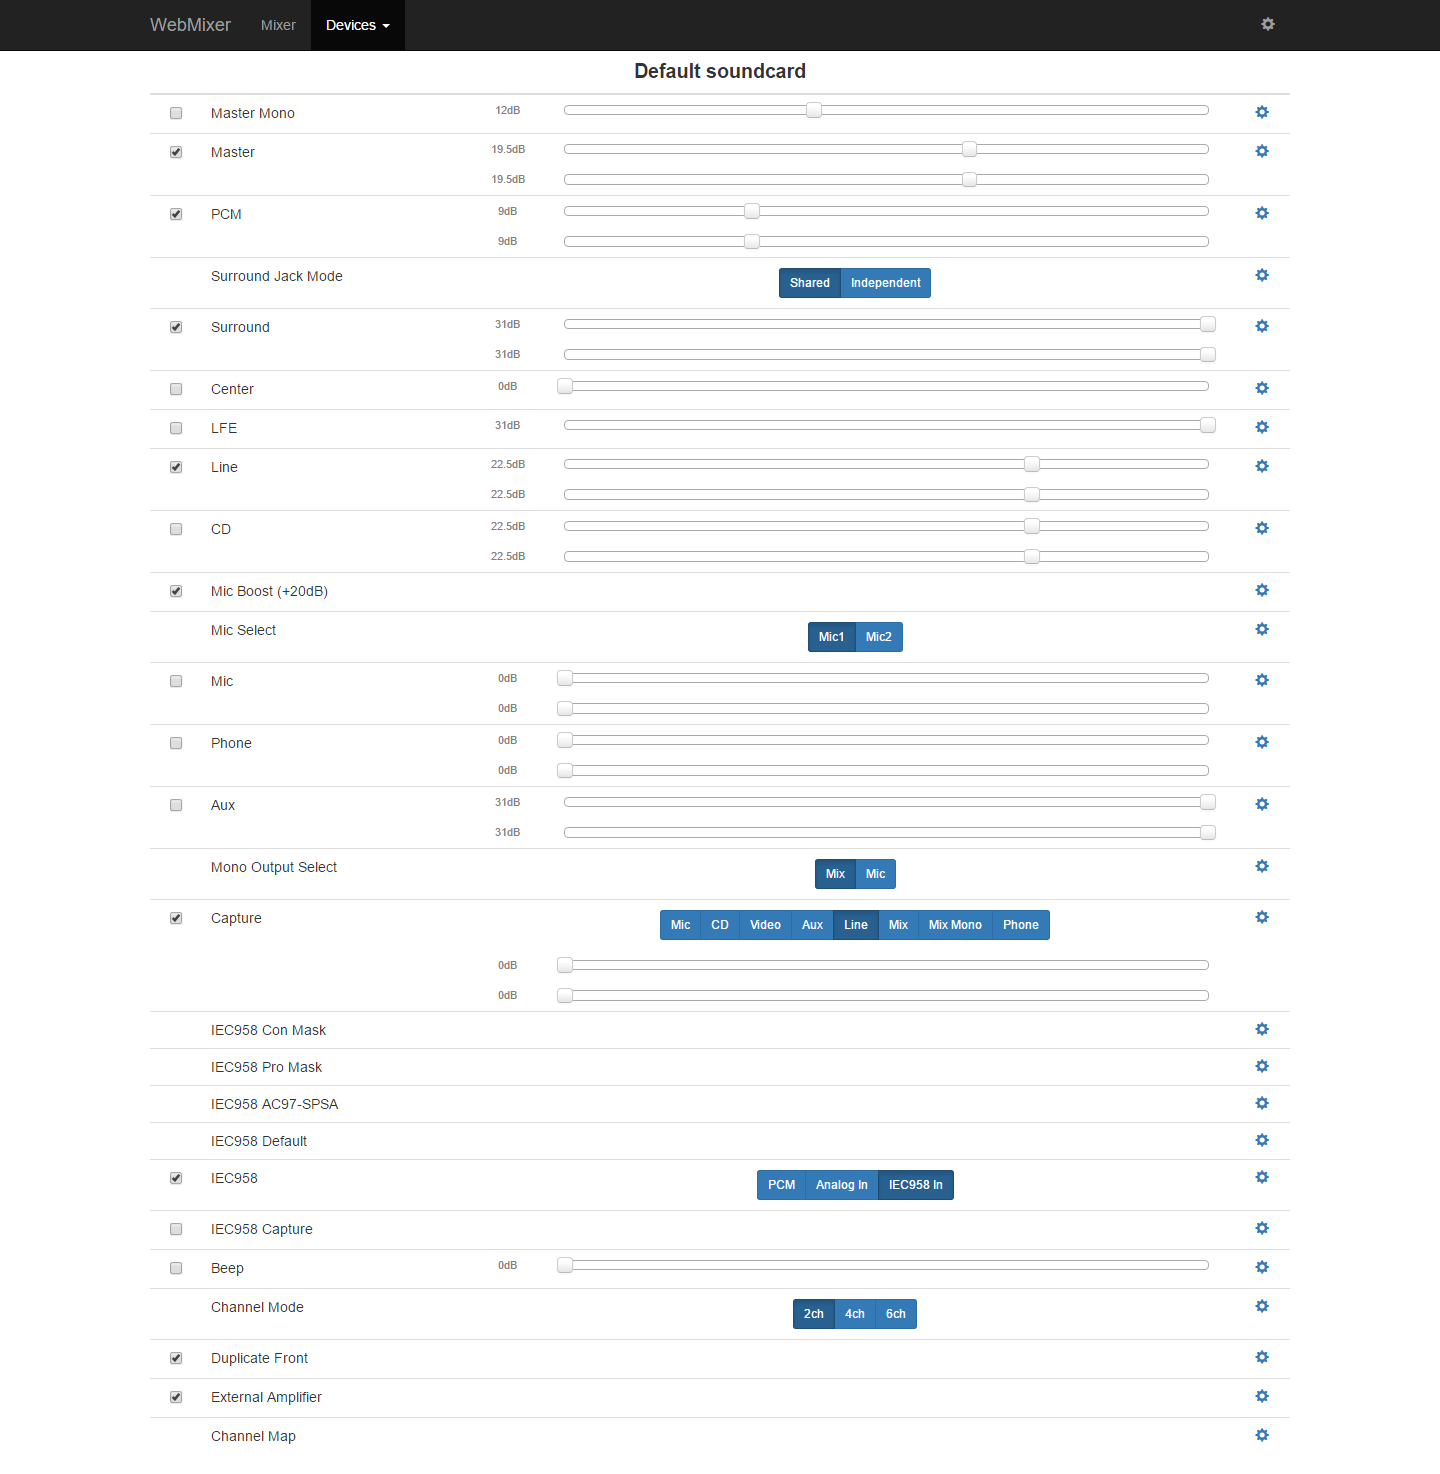 WebMixer Mixer Devices
Default soundcard
Master Mono 12dB
Master 19.5dB
19.5dB
PCM 9dB
9dB
Surround Jack Mode Shared Independent
Surround 31dB
31dB
Center 0dB
LFE 31dB
Line 22.5dB
22.5dB
CD 22.5dB
22.5dB
Mic Boost (+20dB)
Mic Select Mic1 Mic2
Mic 0dB
0dB
Phone 0dB
0dB
Aux 31dB
31dB
Mono Output Select Mix Mic
Capture Mic CD Video Aux Line Mix Mix Mono Phone
0dB
0dB
IEC958 Con Mask
IEC958 Pro Mask
IEC958 AC97-SPSA
IEC958 Default
IEC958 PCM Analog In IEC958 In
IEC958 Capture
Beep 0dB
Channel Mode 2ch 4ch 6ch
Duplicate Front
External Amplifier
Channel Map